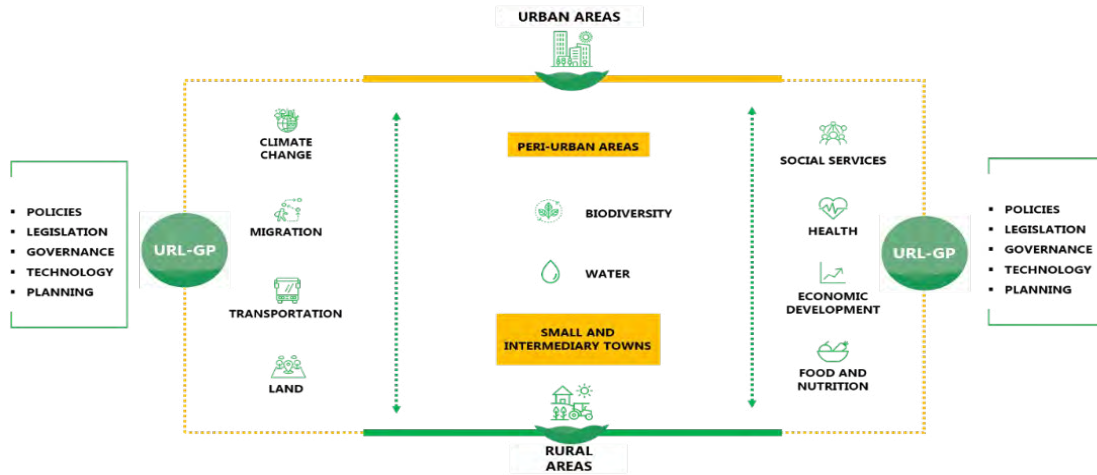 URBAN AREAS
POLICIES
LEGISLATION
GOVERNANCE
TECHNOLOGY
PLANNING
URL-GP
CLIMATE
CHANGE
MIGRATION
TRANSPORTATION
LAND
PERI-URBAN AREAS
BIODIVERSITY
WATER
SMALL AND
INTERMEDIARY TOWNS
SOCIAL SERVICES
HEALTH
ECONOMIC
DEVELOPMENT
FOOD AND
NUTRITION
URL-GP
POLICIES
LEGISLATION
GOVERNANCE
TECHNOLOGY
PLANNING
RURAL
AREAS